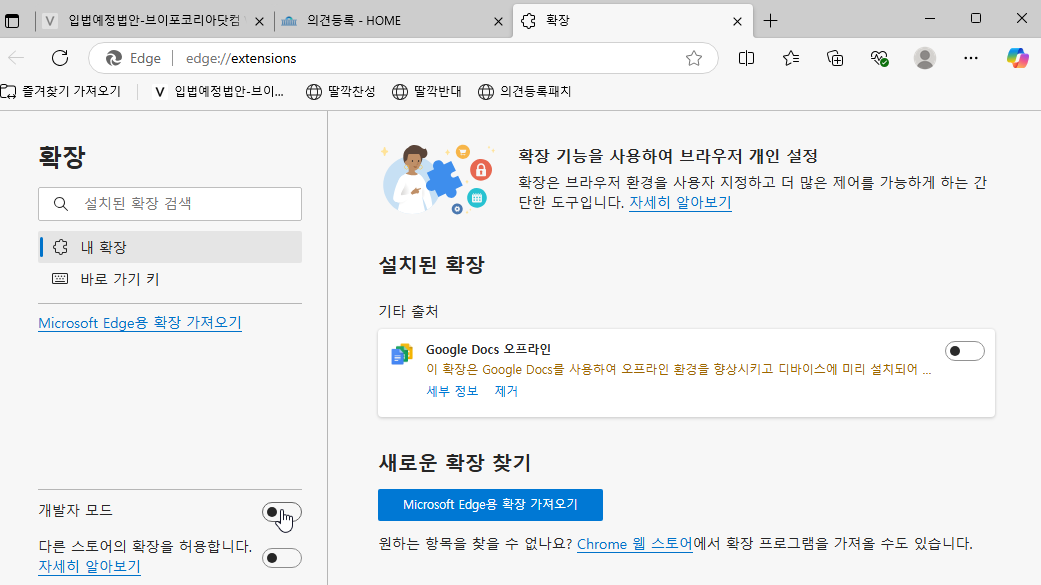 입법예정법안-브이포코리아닷컴
의견등록 - HOME
확장
Edge
edge://extensions
즐겨찾기 가져오기
입법예정법안-브이...
딸깍찬성
딸깍반대
의견등록패치
확장
설치된 확장 검색
내 확장
바로 가기 키
Microsoft Edge용 확장 가져오기
개발자 모드
다른 스토어의 확장을 허용합니다.
자세히 알아보기
확장 기능을 사용하여 브라우저 개인 설정
확장은 브라우저 환경을 사용자 지정하고 더 많은 제어를 가능하게 하는 간
단한 도구입니다. 자세히 알아보기
설치된 확장
기타 출처
Google Docs 오프라인
이 확장은 Google Docs를 사용하여 오프라인 환경을 향상시키고 디바이스에 미리 설치되어 ...
세부 정보 제거
새로운 확장 찾기
Microsoft Edge용 확장 가져오기
원하는 항목을 찾을 수 없나요? Chrome 웹 스토어에서 확장 프로그램을 가져올 수도 있습니다.